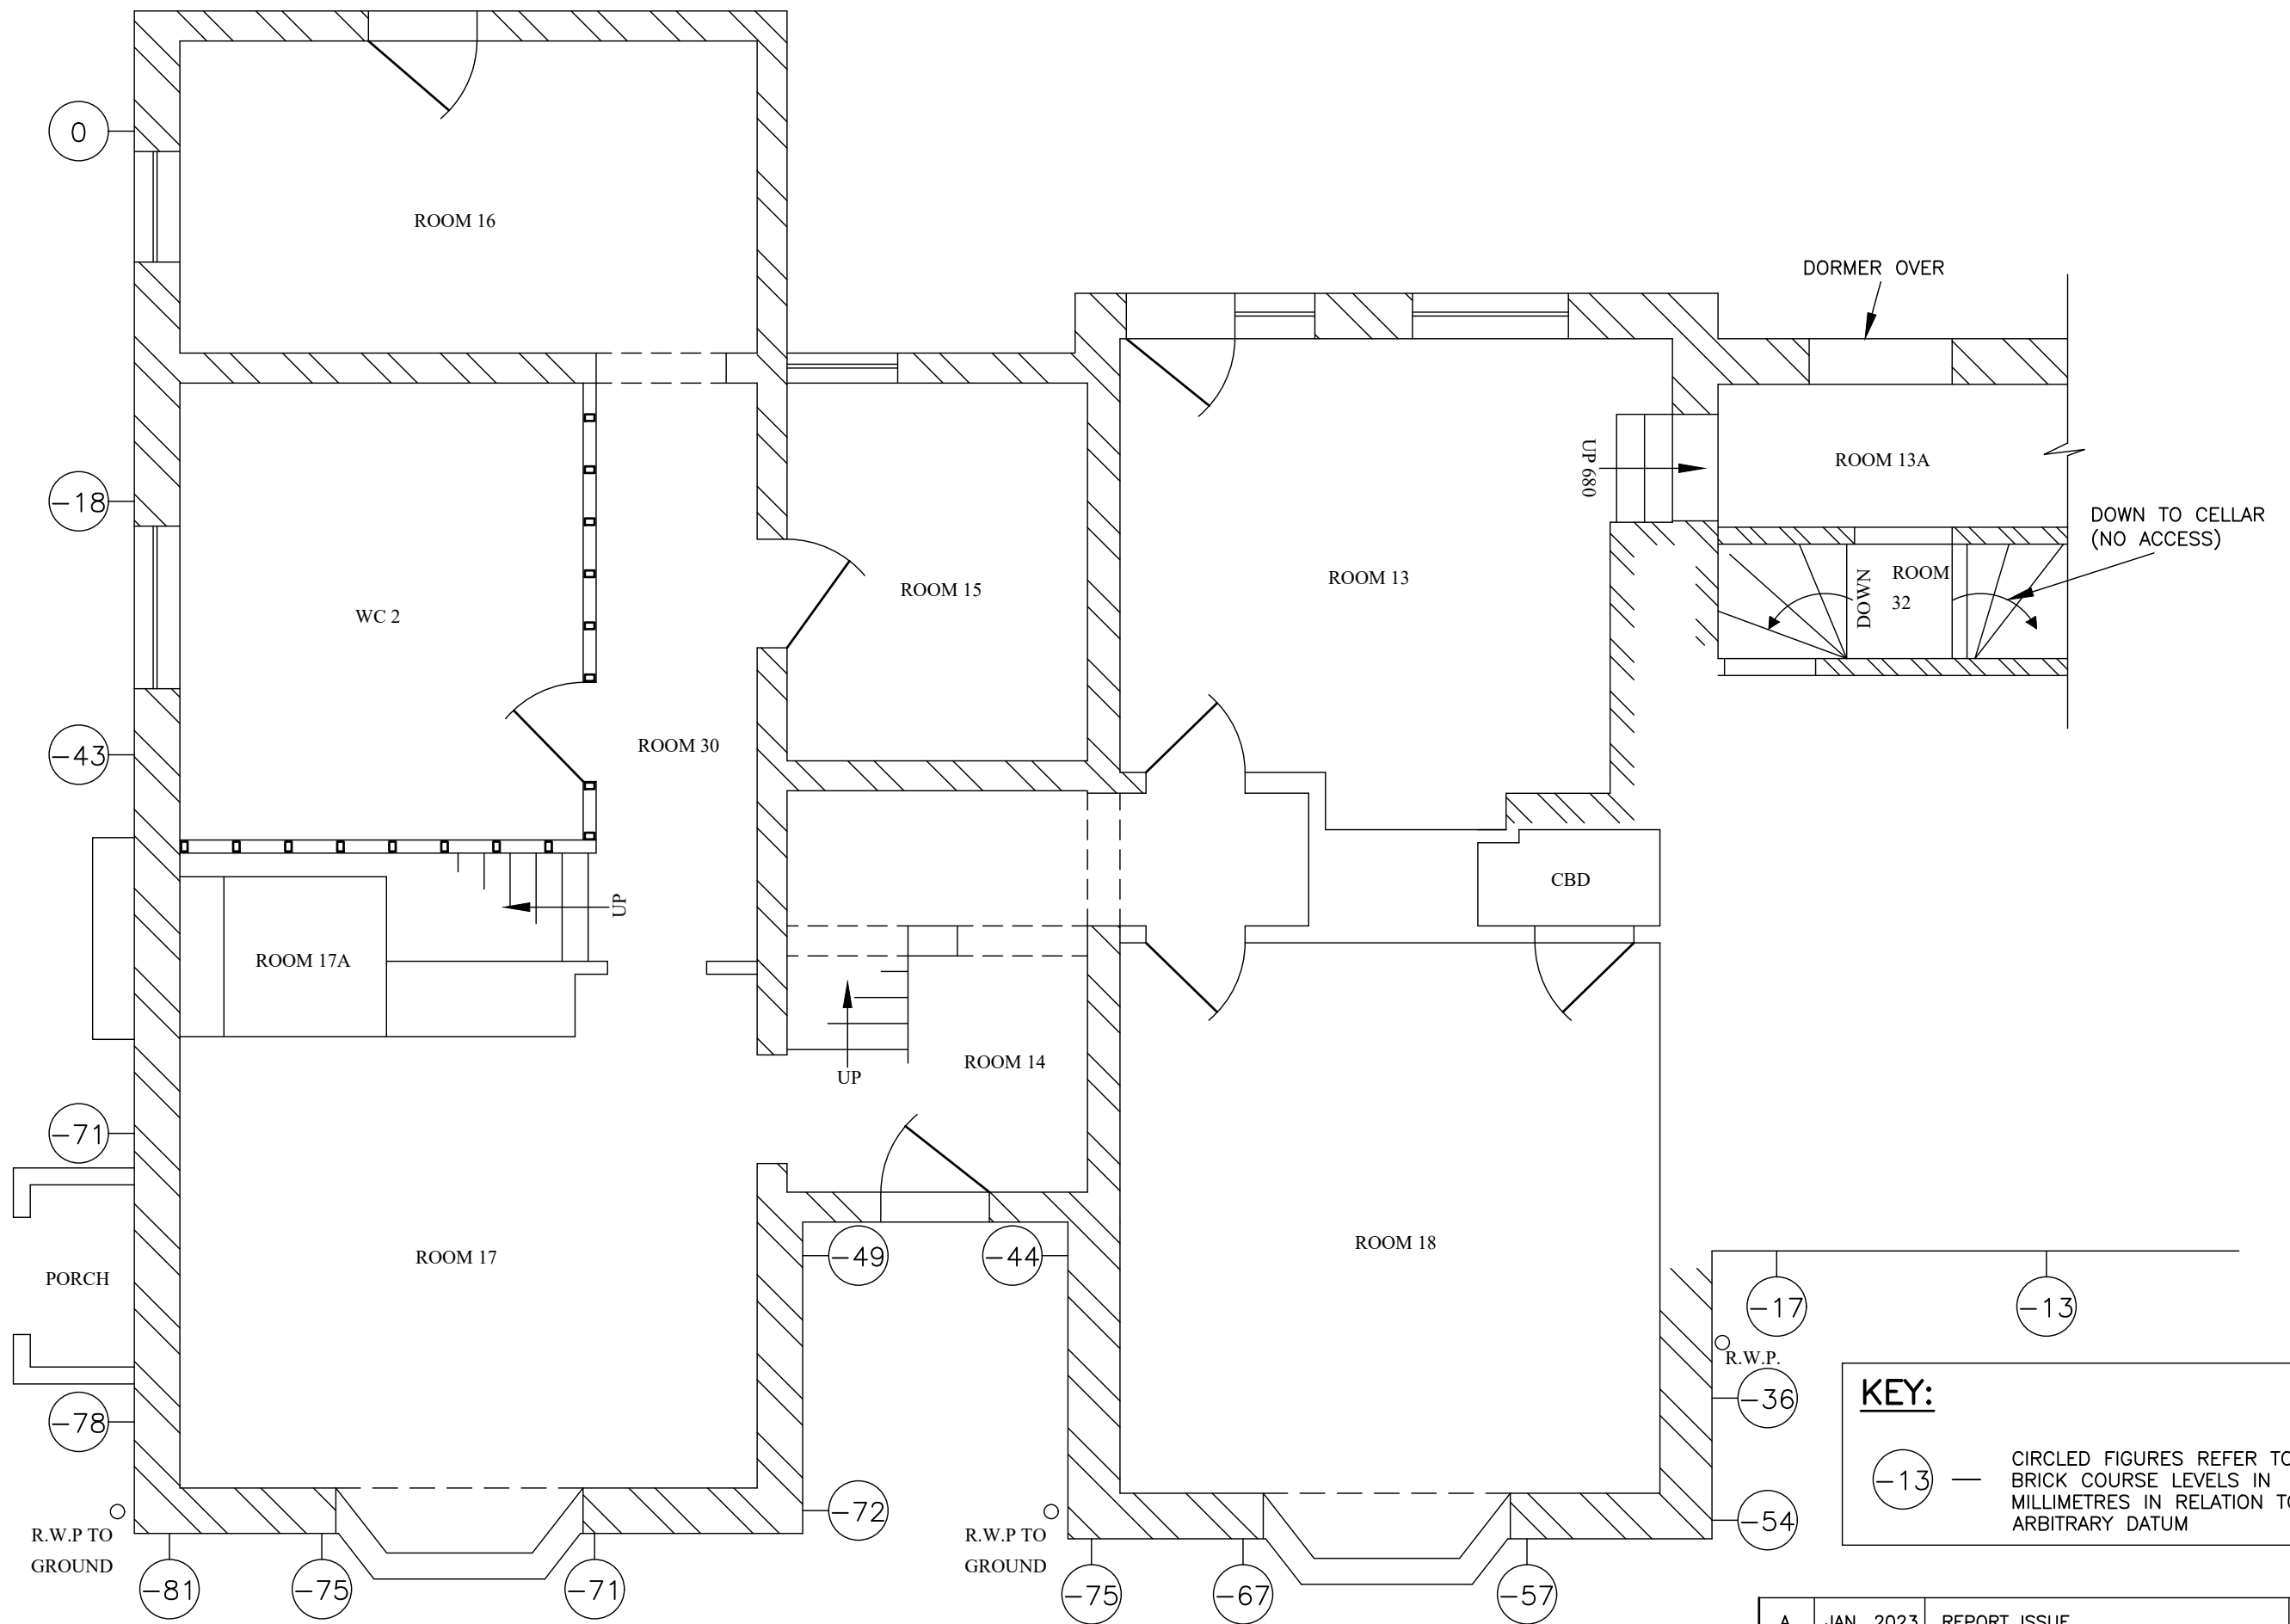 0
ROOM 16
DORMER OVER
-18
UP 680
ROOM 13A
DOWN TO CELLAR
(NO ACCESS)
WC 2
ROOM 15
ROOM 13
DOWN
ROOM
32
-43
ROOM 30
UP
CBD
ROOM 17A
ROOM 14
UP
-71
-49
-44
ROOM 17
ROOM 18
PORCH
-17
-13
R.W.P.
-36
-78
KEY:
-13 —
CIRCLED FIGURES REFER TO
BRICK COURSE LEVELS IN
MILLIMETRES IN RELATION TO
ARBITRARY DATUM
-72
-54
R.W.P TO
GROUND
R.W.P TO
GROUND
-81
-75
-71
-75
-67
-57
A JAN 2023 REPORT ISSUE